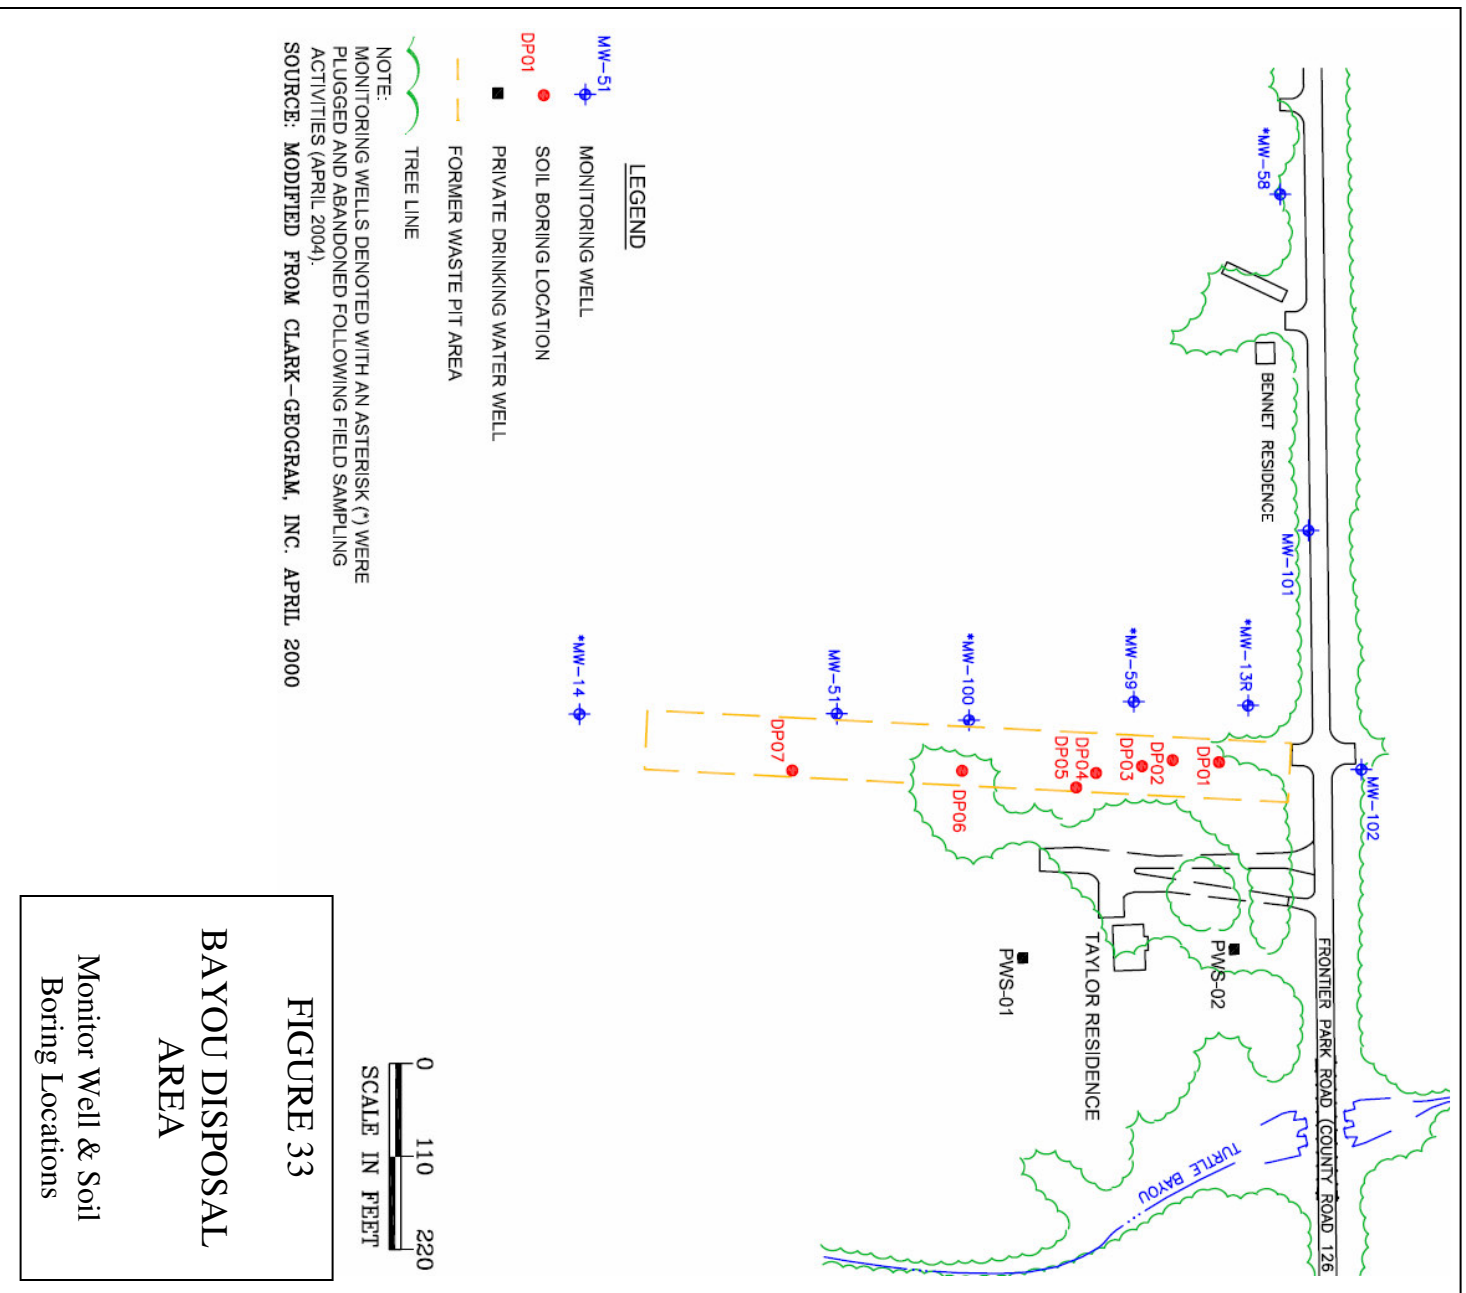 *MW-58
BENNET RESIDENCE
MW-101
*MW-13R
*MW-59
*MW-100
MW-51
*MW-14
MW-102
DP01
DP02
DP03
DP04
DP05
DP06
DP07
FRONTIER PARK ROAD (COUNTY ROAD 126
PWS-02
PWS-01
TAYLOR RESIDENCE
TURTLE BAYOU
LEGEND
MW-51 MONITORING WELL
DP01 SOIL BORING LOCATION
PRIVATE DRINKING WATER WELL
FORMER WASTE PIT AREA
TREE LINE
NOTE:
MONITORING WELLS DENOTED WITH AN ASTERISK (*) WERE
PLUGGED AND ABANDONED FOLLOWING FIELD SAMPLING
ACTIVITIES (APRIL 2004).
SOURCE: MODIFIED FROM CLARK-GEOGRAM, INC. APRIL 2000
0 110 220
SCALE IN FEET
FIGURE 33
BAYOU DISPOSAL
AREA
Monitor Well & Soil
Boring Locations